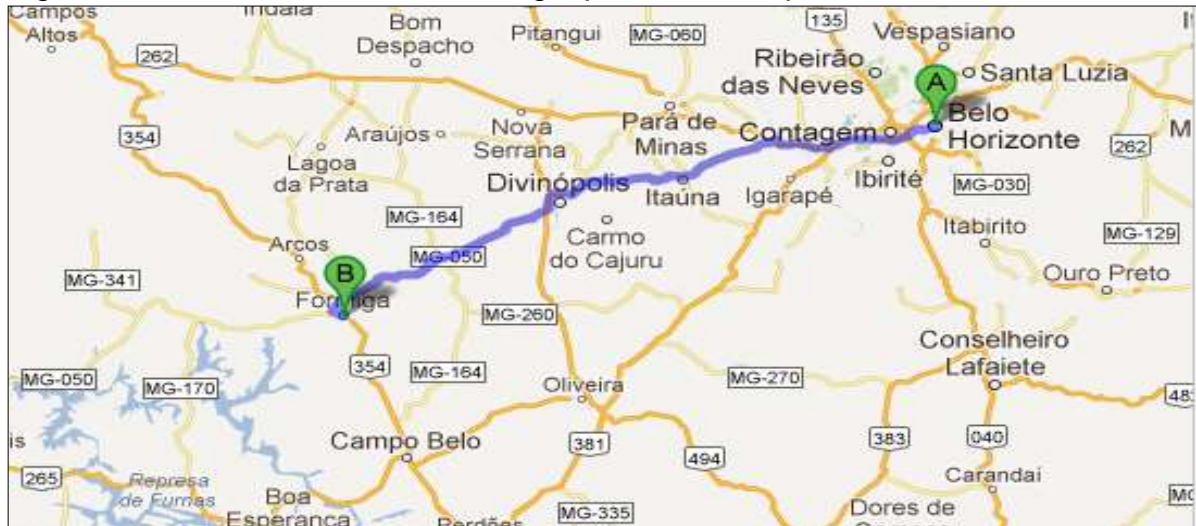 Campos
Altos
262
Bom
Despacho
Pitangui
MG-060
135
Vespasiano
Ribeirão
das Neves
Santa Luzia
A
354
Araújos
Nova
Serrana
Pará de
Minas
Contagem
Belo
Horizonte
262
Lagoa
da Prata
Divinópolis
Itaúna
Igarapé
Ibirité
MG-030
MG-164
Carmo
do Cajuru
Itabirito
MG-129
Arcos
MG-050
MG-341
B
Ouro Preto
MG-260
Conselheiro
Lafaiete
MG-050
MG-170
354
MG-164
Oliveira
MG-270
Campo Belo
381
494
383
040
265
Represa
de Furnas
Boa
Esperança
Perdões
MG-335
Carandaí
Dores de